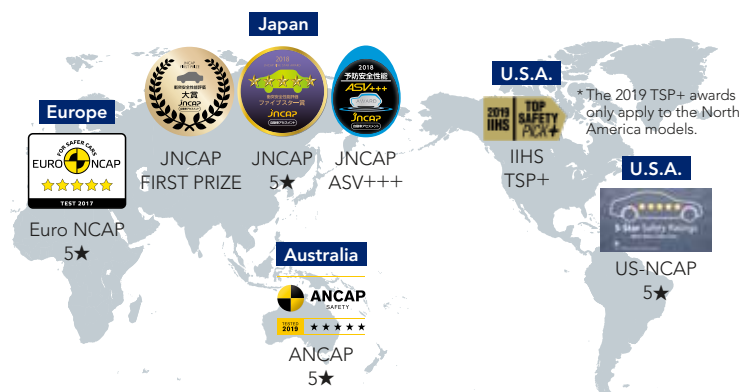 Japan
JNCAP
FIRST PRIZE
大賞
JNCAP
JNCAP
FIRST PRIZE
2018
ファイブスター賞
JNCAP
JNCAP
5★
2018
予防安全性能
ASV+++
AWARD
JNCAP
JNCAP
ASV+++
U.S.A.
2019
IIHS
TOP
SAFETY
PICK+
IIHS
TSP+
* The 2019 TSP+ awards
only apply to the North
America models.
Europe
FOR SAFER CARS
EURO NCAP
★★★★★
TEST 2017
Euro NCAP
5★
U.S.A.
5-Star Safety Ratings
US-NCAP
5★
Australia
ANCAP
SAFETY
TESTED
2019
★★★★★
ANCAP
5★